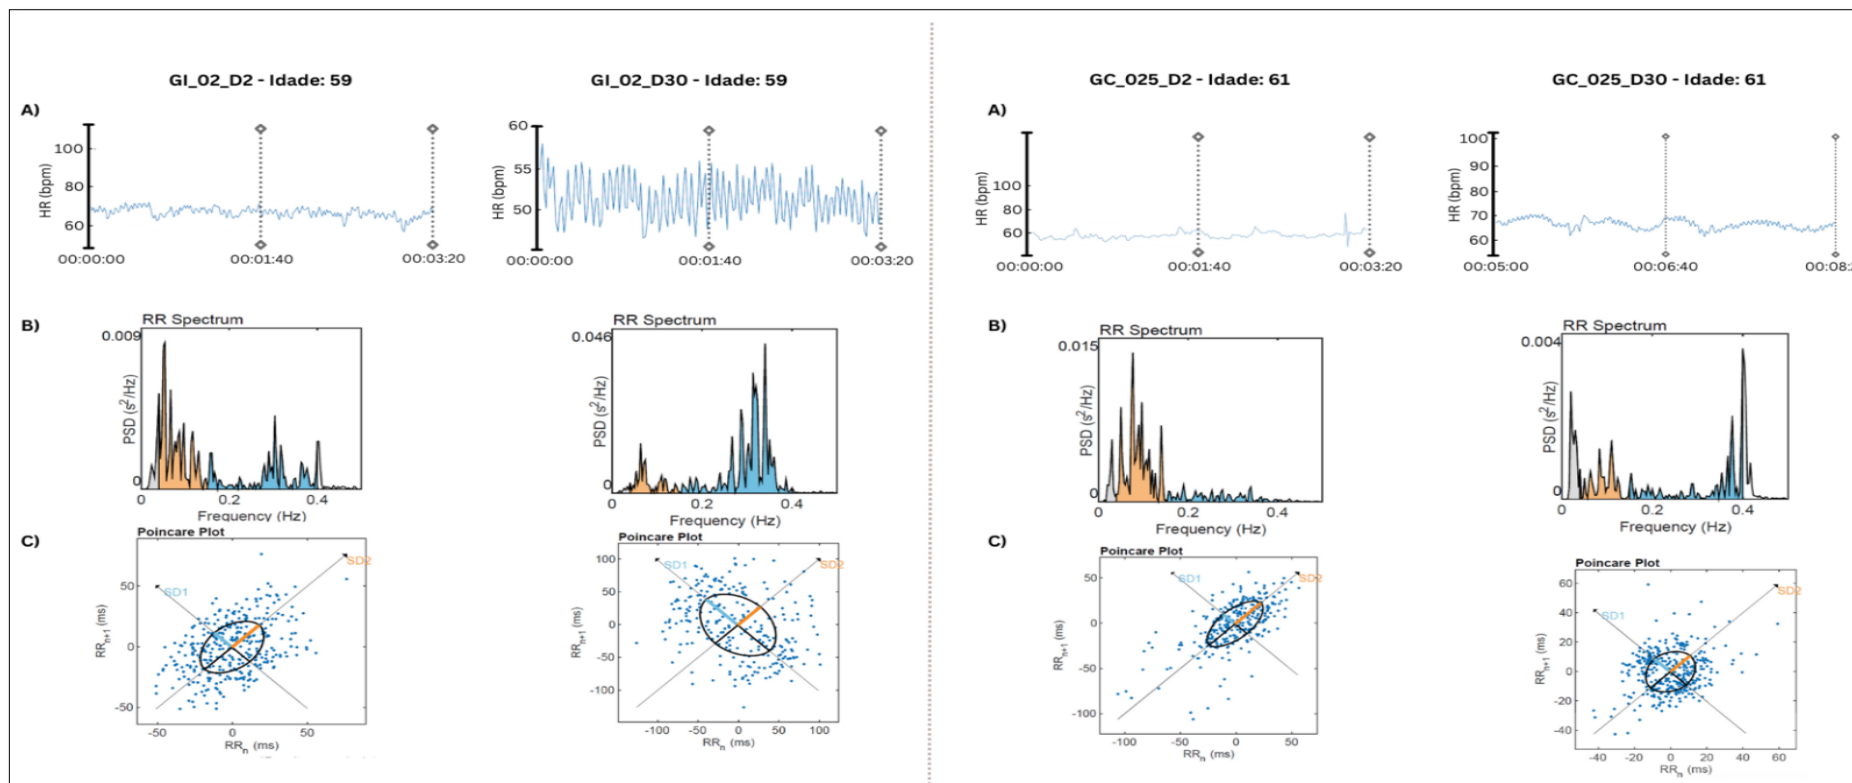 GI_02_D2 - Idade: 59
GI_02_D30 - Idade: 59
GC_025_D2 - Idade: 61
GC_025_D30 - Idade: 61
A)
HR (bpm)
100
80
60
00:00:00
00:01:40
00:03:20
HR (bpm)
60
55
50
00:00:00
00:01:40
00:03:20
A)
HR (bpm)
100
80
60
00:00:00
00:01:40
00:03:20
HR (bpm)
100
90
80
70
60
00:05:00
00:06:40
00:08:
B)
RR Spectrum
0.009
PSD (s²/Hz)
0
0
0.2
0.4
Frequency (Hz)
RR Spectrum
0.046
PSD (s²/Hz)
0
0
0.2
0.4
Frequency (Hz)
B)
RR Spectrum
0.015
PSD (s²/Hz)
0
0
0.2
0.4
Frequency (Hz)
RR Spectrum
0.004
PSD (s²/Hz)
0
0
0.2
0.4
Frequency (Hz)
C)
Poincare Plot
SD1
SD2
50
0
-50
RRn+1 (ms)
-50
0
50
RRn (ms)
Poincare Plot
SD1
SD2
100
50
0
-50
-100
RRn+1 (ms)
-100
-50
0
50
100
RRn (ms)
C)
Poincare Plot
SD1
SD2
50
0
-50
-100
RRn+1 (ms)
-100
-50
0
50
RRn (ms)
Poincare Plot
SD1
SD2
60
40
20
0
-20
-40
RRn+1 (ms)
-40
-20
0
20
40
60
RRn (ms)